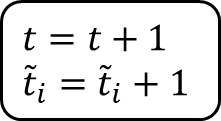 t = t + 1
t̃ᵢ = t̃ᵢ + 1